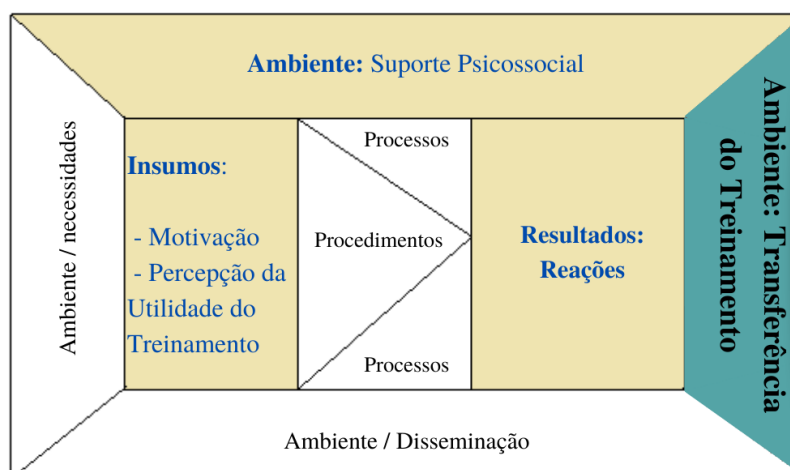 Ambiente: Suporte Psicossocial
Ambiente / necessidades
Insumos:
- Motivação
- Percepção da
Utilidade do
Treinamento
Processos
Procedimentos
Processos
Resultados:
Reações
Ambiente: Transferência
do Treinamento
Ambiente / Disseminação